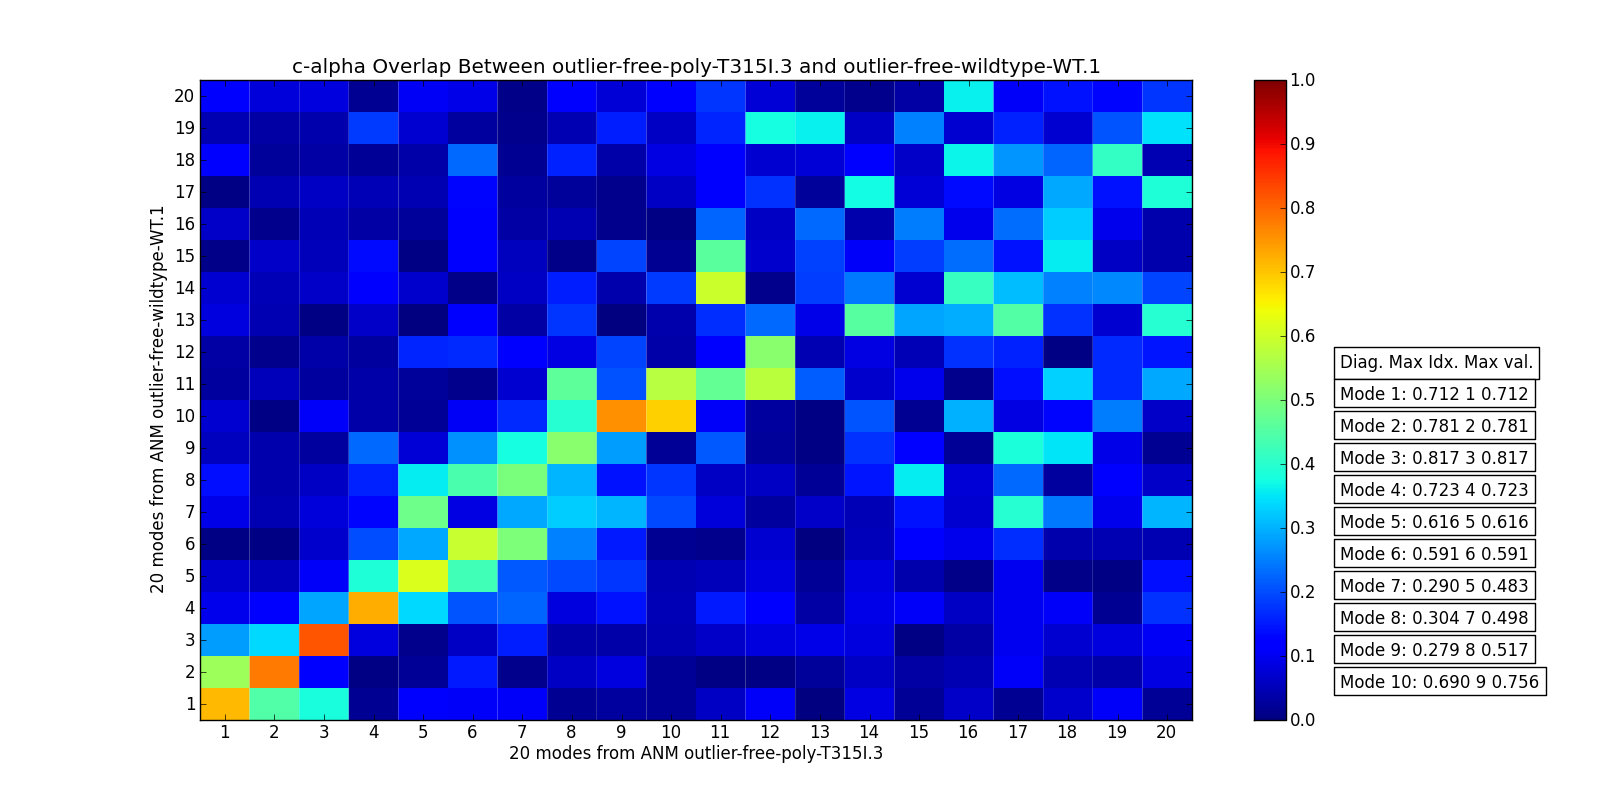 c-alpha Overlap Between outlier-free-poly-T315I.3 and outlier-free-wildtype-WT.1
20 modes from ANM outlier-free-wildtype-WT.1
20
19
18
17
16
15
14
13
12
11
10
9
8
7
6
5
4
3
2
1
1 2 3 4 5 6 7 8 9 10 11 12 13 14 15 16 17 18 19 20
20 modes from ANM outlier-free-poly-T315I.3
1.0
0.9
0.8
0.7
0.6
0.5
0.4
0.3
0.2
0.1
0.0
Diag. Max Idx. Max val.
Mode 1: 0.712 1 0.712
Mode 2: 0.781 2 0.781
Mode 3: 0.817 3 0.817
Mode 4: 0.723 4 0.723
Mode 5: 0.616 5 0.616
Mode 6: 0.591 6 0.591
Mode 7: 0.290 5 0.483
Mode 8: 0.304 7 0.498
Mode 9: 0.279 8 0.517
Mode 10: 0.690 9 0.756